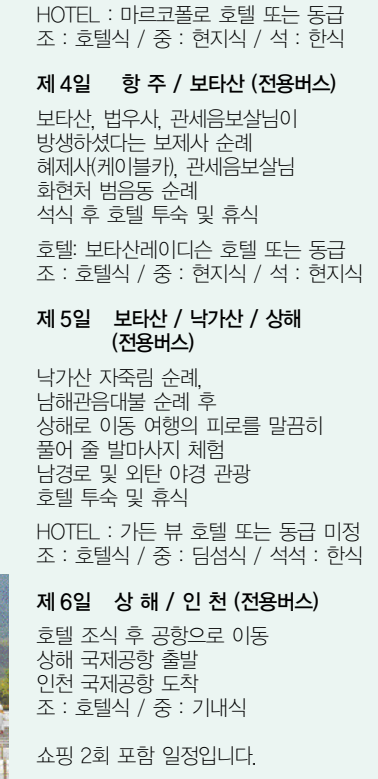 HOTEL : 마르코폴로 호텔 또는 동급
조 : 호텔식 / 중 : 현지식 / 석 : 한식
제 4일 항 주 / 보타산 (전용버스)
보타산, 법우사, 관세음보살님이
방생하셨다는 보제사 순례
혜제사(케이블카), 관세음보살님
화현처 범음동 순례
석식 후 호텔 투숙 및 휴식
호텔: 보타산레이디슨 호텔 또는 동급
조 : 호텔식 / 중 : 현지식 / 석 : 현지식
제 5일 보타산 / 낙가산 / 상해
(전용버스)
낙가산 자죽림 순례,
남해관음대불 순례 후
상해로 이동 여행의 피로를 말끔히
풀어 줄 발마사지 체험
남경로 및 외탄 야경 관광
호텔 투숙 및 휴식
HOTEL : 가든 뷰 호텔 또는 동급 미정
조 : 호텔식 / 중 : 딤섬식 / 석석 : 한식
제 6일 상 해 / 인 천 (전용버스)
호텔 조식 후 공항으로 이동
상해 국제공항 출발
인천 국제공항 도착
조 : 호텔식 / 중 : 기내식
쇼핑 2회 포함 일정입니다.